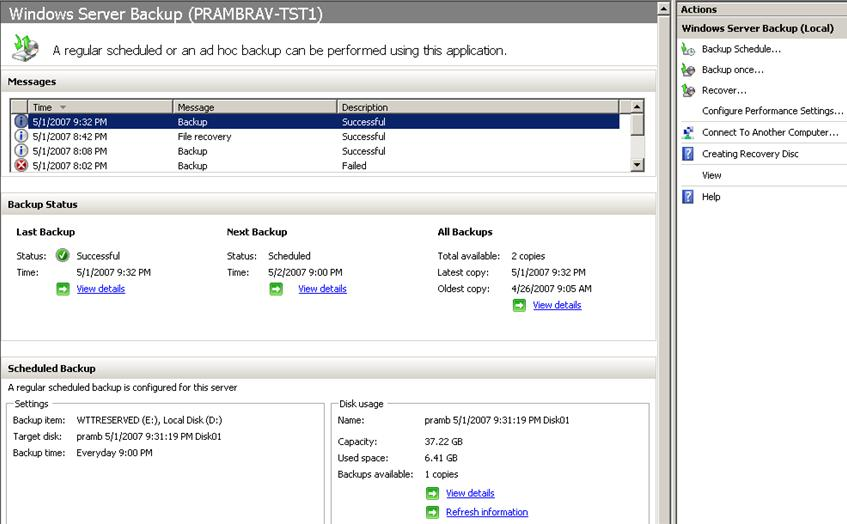 Windows Server Backup (PRAMBRAV-TST1)
A regular scheduled or an ad hoc backup can be performed using this application.
Messages
Time Message Description
5/1/2007 9:32 PM Backup Successful
5/1/2007 8:42 PM File recovery Successful
5/1/2007 8:08 PM Backup Successful
5/1/2007 8:02 PM Backup Failed
Backup Status
Last Backup
Status: Successful
Time: 5/1/2007 9:32 PM
View details
Next Backup
Status: Scheduled
Time: 5/2/2007 9:00 PM
View details
All Backups
Total available: 2 copies
Latest copy: 5/1/2007 9:32 PM
Oldest copy: 4/26/2007 9:05 AM
View details
Scheduled Backup
A regular scheduled backup is configured for this server
Settings
Backup item: WTTRESERVED (E:), Local Disk (D:)
Target disk: pramb 5/1/2007 9:31:19 PM Disk01
Backup time: Everyday 9:00 PM
Disk usage
Name: pramb 5/1/2007 9:31:19 PM Disk01
Capacity: 37.22 GB
Used space: 6.41 GB
Backups available: 1 copies
View details
Refresh information
Actions
Windows Server Backup (Local)
Backup Schedule...
Backup once...
Recover...
Configure Performance Settings...
Connect To Another Computer...
Creating Recovery Disc
View
Help